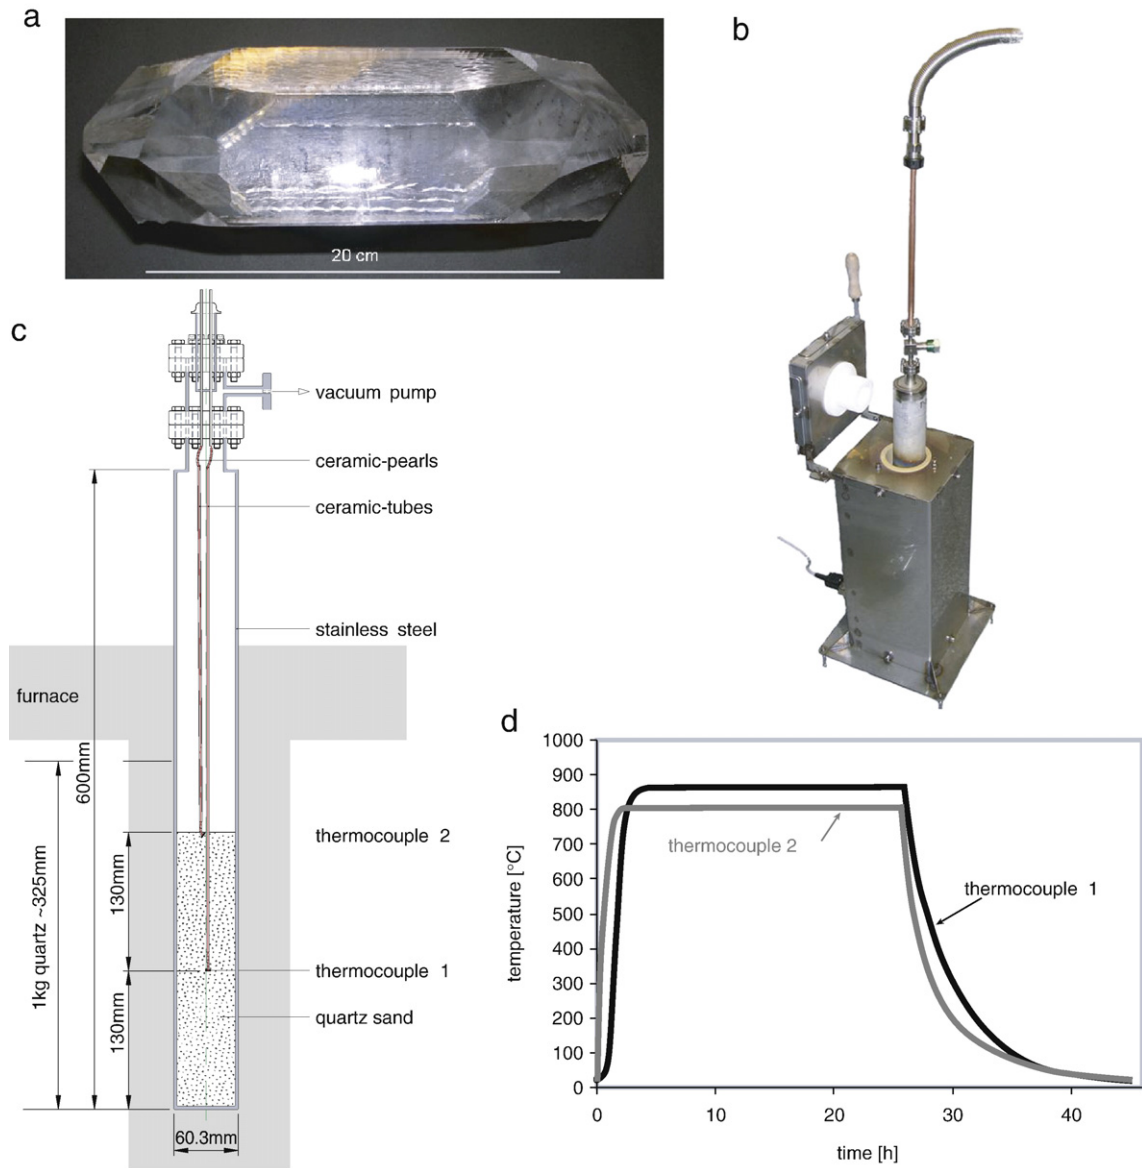 a
20 cm
b
c
vacuum pump
ceramic-pearls
ceramic-tubes
stainless steel
furnace
600mm
1kg quartz ~325mm
130mm
130mm
thermocouple 2
thermocouple 1
quartz sand
60.3mm
d
temperature [°C]
1000
900
800
700
600
500
400
300
200
100
0
thermocouple 2
thermocouple 1
0
10
20
30
40
time [h]